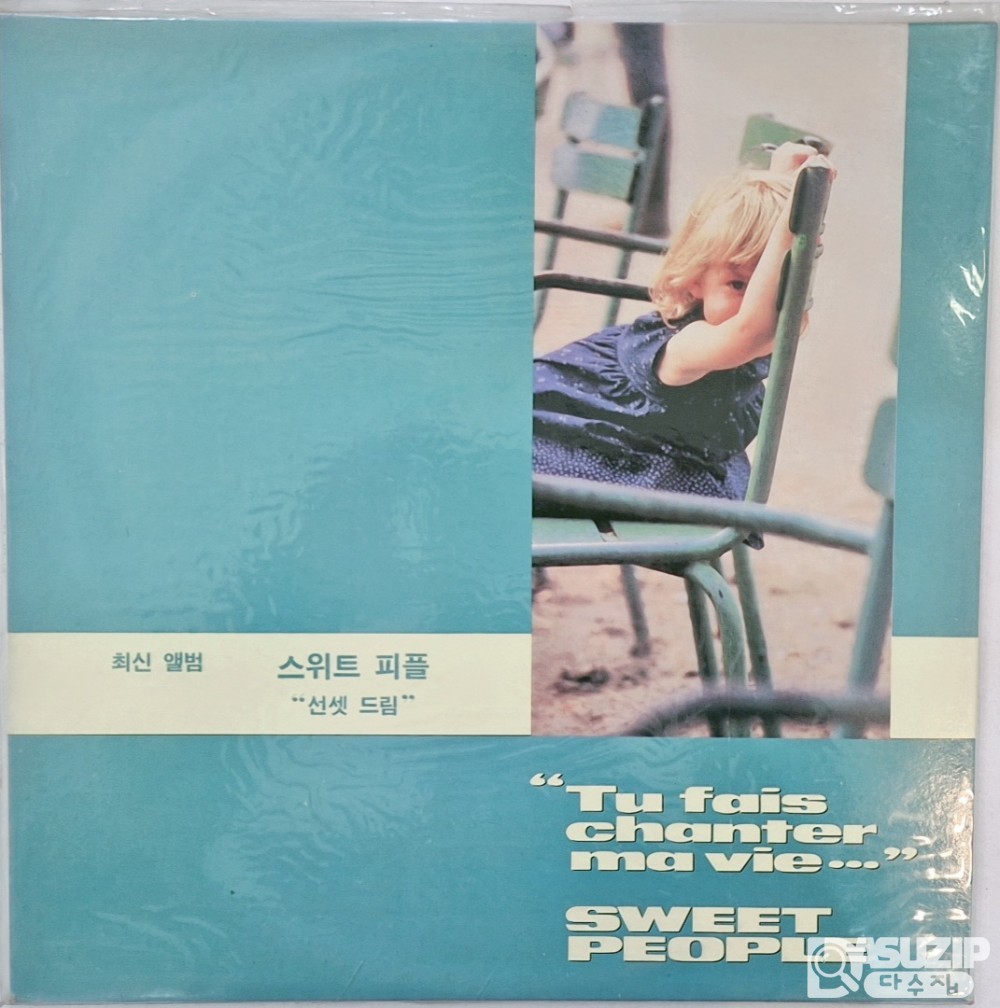 최신 앨범 스위트 피플
“선셋 드림”
“Tu fais
chanter
ma vie...”
SWEET
PEOPLE
SUZIP
다수집